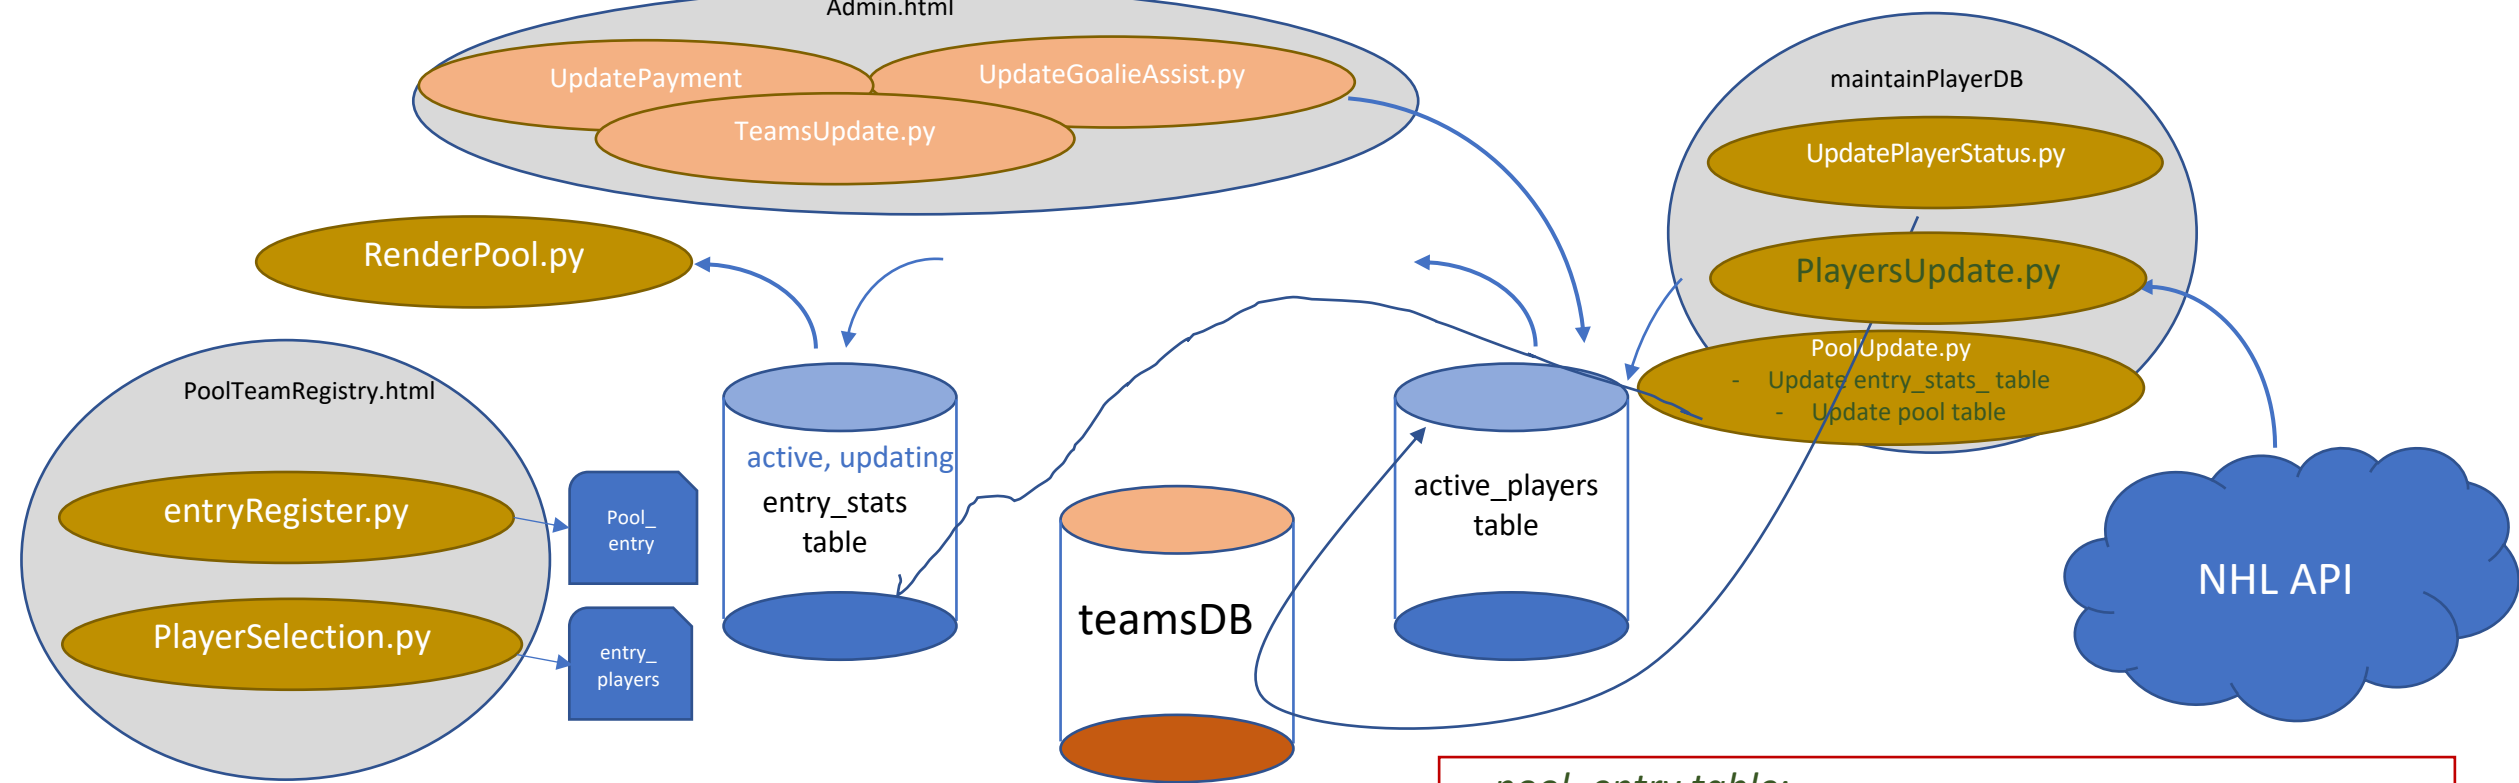 Admin.html
UpdatePayment
UpdateGoalieAssist.py
TeamsUpdate.py
maintainPlayerDB
UpdatePlayerStatus.py
PlayersUpdate.py
PoolUpdate.py
- Update entry_stats_ table
- Update pool table
RenderPool.py
PoolTeamRegistry.html
entryRegister.py
PlayerSelection.py
Pool_
entry
entry_
players
active, updating
entry_stats
table
teamsDB
active_players
table
NHL API
pool_entry table: